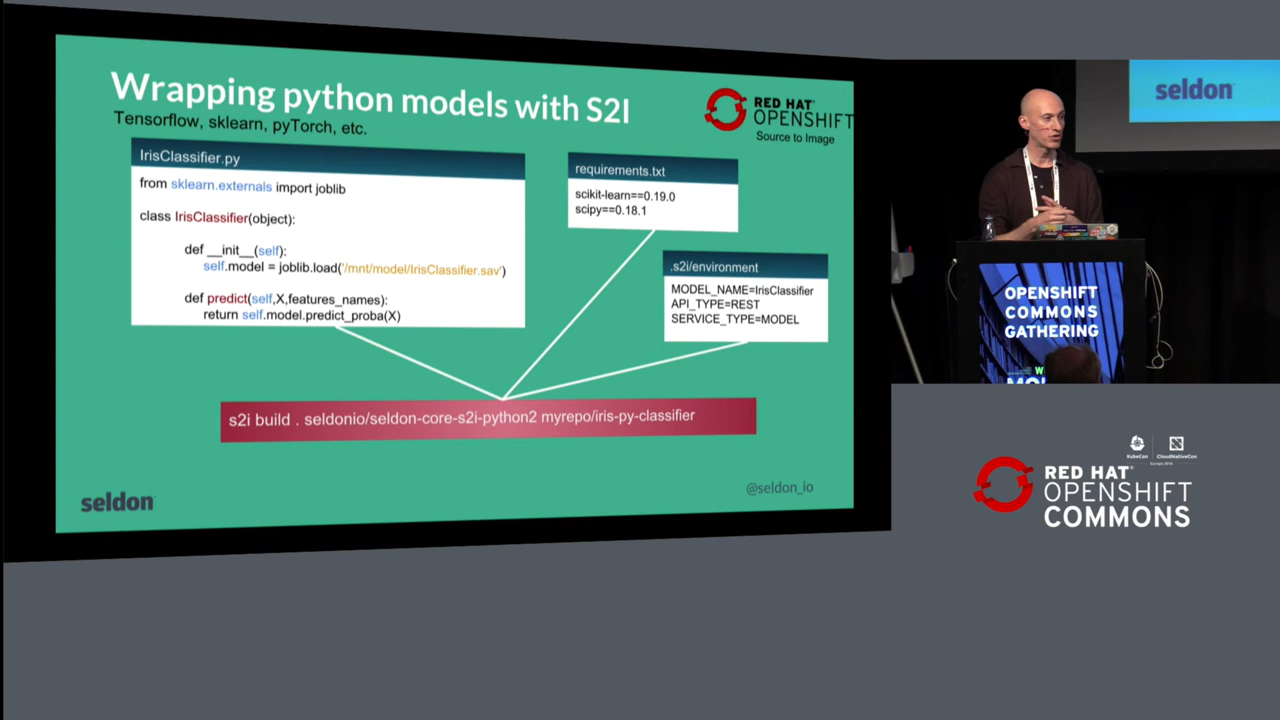 Wrapping python models with S2I
Tensorflow, sklearn, pyTorch, etc.
RED HAT®
OPENSHIFT
Source to Image
IrisClassifier.py
from sklearn.externals import joblib
class IrisClassifier(object):
def __init__(self):
self.model = joblib.load('/mnt/model/IrisClassifier.sav')
def predict(self,X,features_names):
return self.model.predict_proba(X)
requirements.txt
scikit-learn==0.19.0
scipy==0.18.1
.s2i/environment
MODEL_NAME=IrisClassifier
API_TYPE=REST
SERVICE_TYPE=MODEL
s2i build . seldonio/seldon-core-s2i-python2 myrepo/iris-py-classifier
seldon
@seldon_io
seldon
OPENSHIFT
COMMONS
GATHERING
KubeCon
CloudNativeCon
Europe 2018
RED HAT®
OPENSHIFT
COMMONS